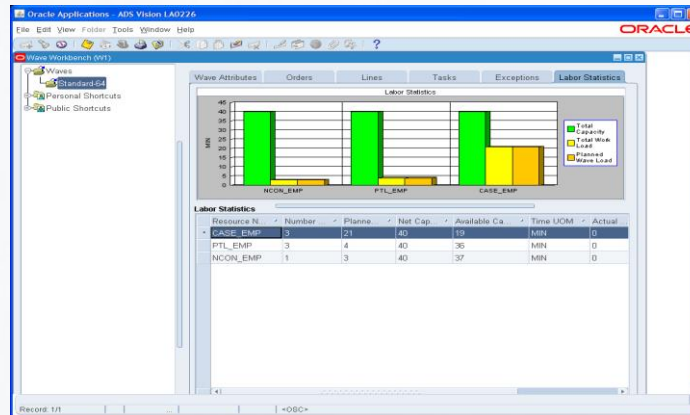 Oracle Applications - ADS Vision LA0226
File Edit View Folder Tools Window Help
ORACLE
Wave Workbench (W1)
Waves
Standard-64
Personal Shortcuts
Public Shortcuts
Wave Attributes Orders Lines Tasks Exceptions Labor Statistics
Labor Statistics
MIN
45
40
35
30
25
20
15
10
5
0
NCON_EMP PTL_EMP CASE_EMP
Total Capacity
Total Work Load
Planned Wave Load
Labor Statistics
Resource N... Number ... Planne... Net Cap... Available Ca... Time UOM Actual
CASE_EMP 3 21 40 19 MIN 0
PTL_EMP 3 4 40 36 MIN 0
NCON_EMP 1 3 40 37 MIN 0
Record: 1/1 ... <OSC>